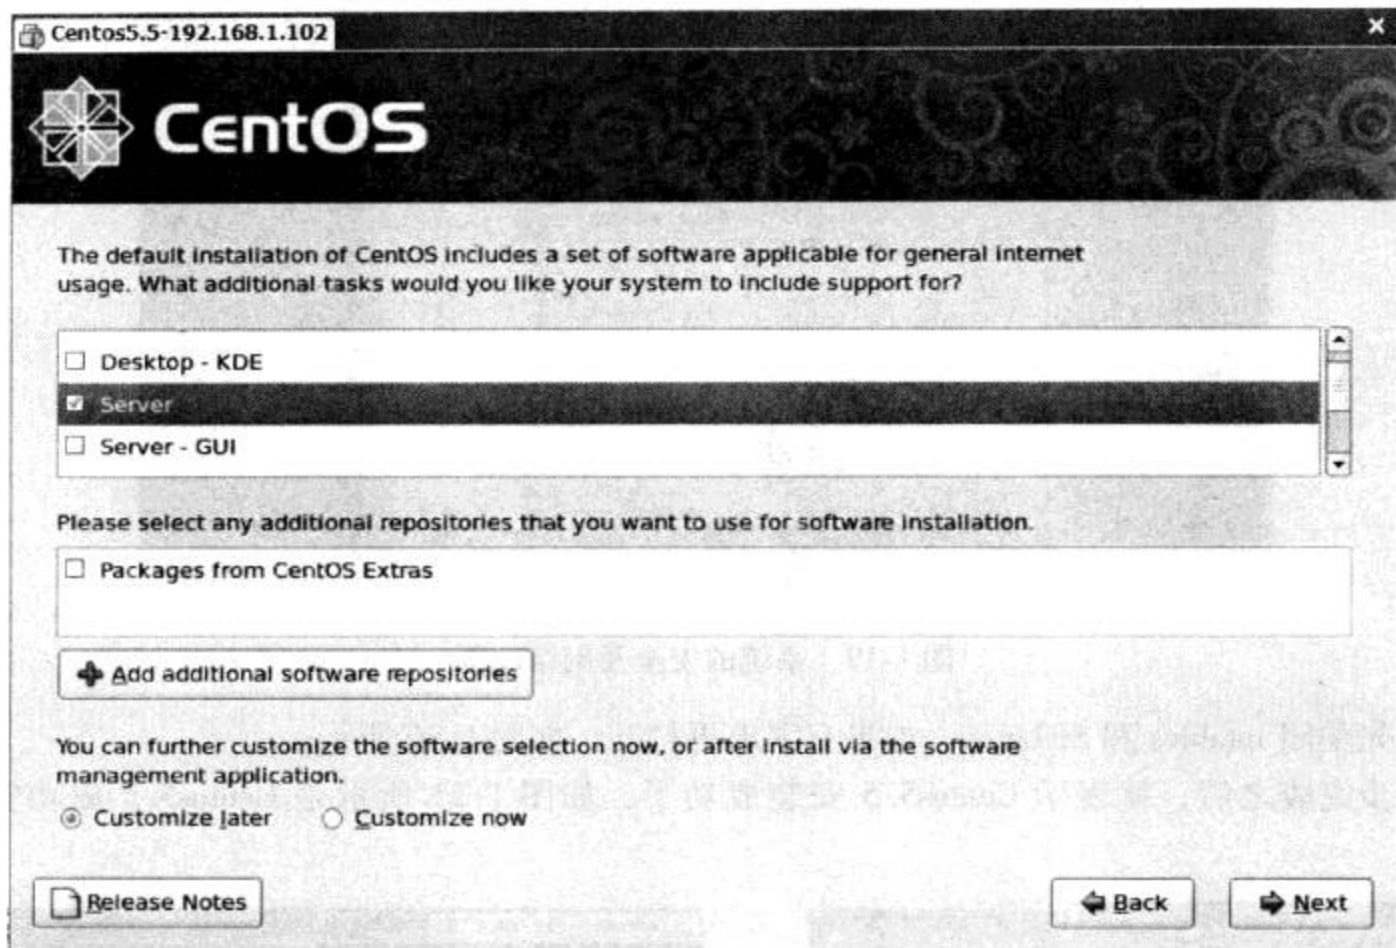 Centos5.5-192.168.1.102
CentOS
The default installation of CentOS includes a set of software applicable for general internet
usage. What additional tasks would you like your system to include support for?
Desktop - KDE
Server
Server - GUI
Please select any additional repositories that you want to use for software installation.
Packages from CentOS Extras
Add additional software repositories
You can further customize the software selection now, or after install via the software
management application.
Customize later
Customize now
Release Notes
Back
Next